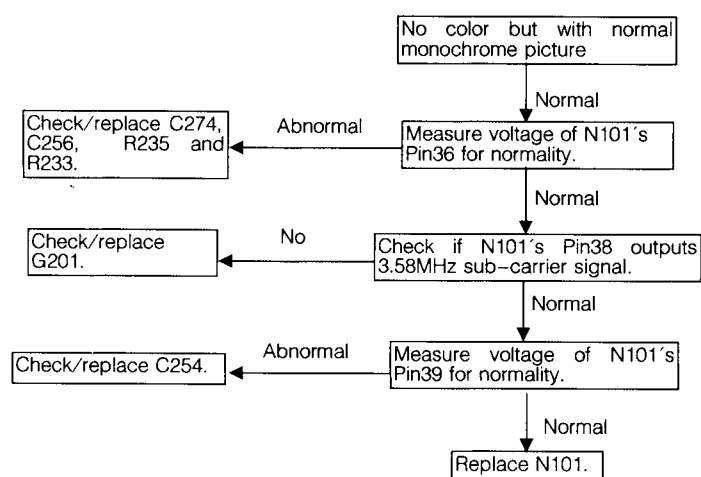 No color but with normal
monochrome picture
Normal
Check/replace C274,
C256, R235 and
R233.
Abnormal
Measure voltage of N101´s
Pin36 for normality.
Normal
Check/replace
G201.
No
Check if N101´s Pin38 outputs
3.58MHz sub-carrier signal.
Normal
Check/replace C254.
Abnormal
Measure voltage of N101´s
Pin39 for normality.
Normal
Replace N101.